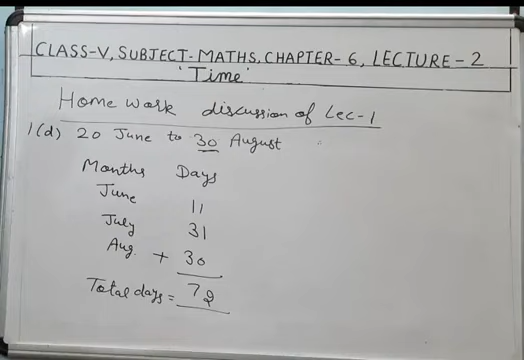 CLASS-V, SUBJECT-MATHS, CHAPTER-6, LECTURE-2
'Time'
Home work discussion of Lec-1
1(d) 20 June to 30 August
Months Days
June 11
July 31
Aug. + 30
Total days = 72